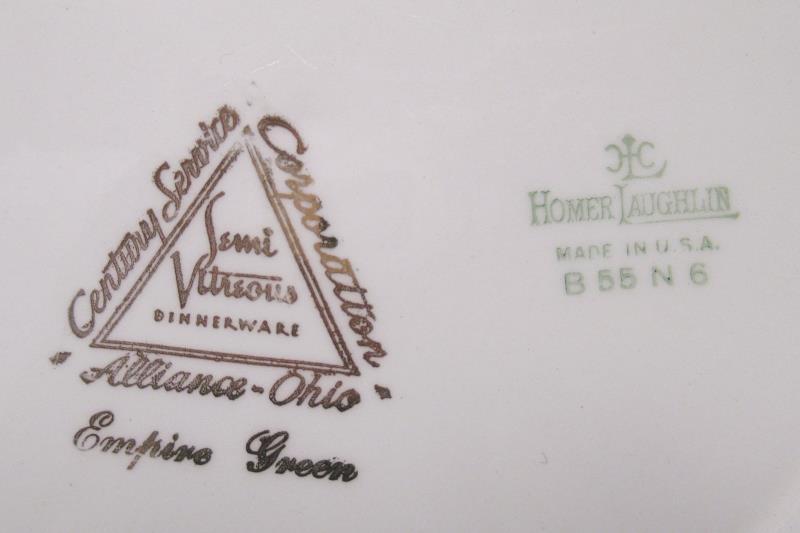 Century Service
Corporation
Semi
Vitreous
DINNERWARE
Alliance - Ohio
Empire Green
HLC
HOMER LAUGHLIN
MADE IN U.S.A.
B 55 N 6